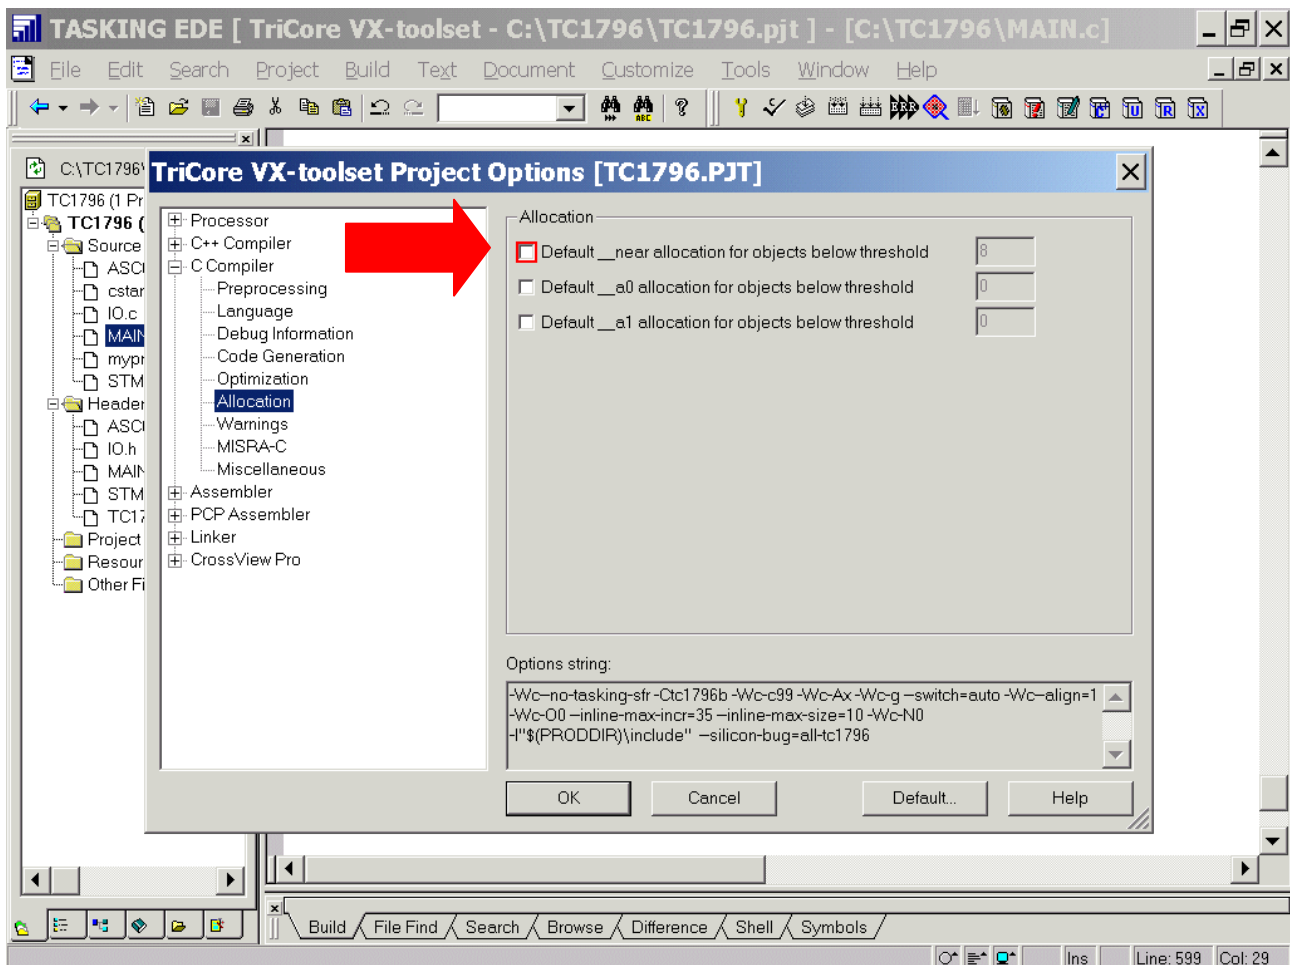 TASKING EDE [ TriCore VX-toolset - C:\TC1796\TC1796.pjt ] - [C:\TC1796\MAIN.c]
File Edit Search Project Build Text Document Customize Tools Window Help
C:\TC1796\
TC1796 (1 Pr
TC1796 (
Source
ASCI
cstar
IO.c
MAIN
mypr
STM
Header
ASCI
IO.h
MAIN
STM
TC17
Project
Resour
Other Fi
TriCore VX-toolset Project Options [TC1796.PJT]
Processor
C++ Compiler
C Compiler
Preprocessing
Language
Debug Information
Code Generation
Optimization
Allocation
Warnings
MISRA-C
Miscellaneous
Assembler
PCP Assembler
Linker
CrossView Pro
Allocation
Default __near allocation for objects below threshold 8
Default __a0 allocation for objects below threshold 0
Default __a1 allocation for objects below threshold 0
Options string:
-Wc--no-tasking-sfr -Ctc1796b -Wc-c99 -Wc-Ax -Wc-g --switch=auto -Wc--align=1
-Wc-O0 --inline-max-incr=35 --inline-max-size=10 -Wc-N0
-I"$(PRODDIR)\include" --silicon-bug=all-tc1796
OK Cancel Default... Help
Build File Find Search Browse Difference Shell Symbols
Ins Line: 599 Col: 29